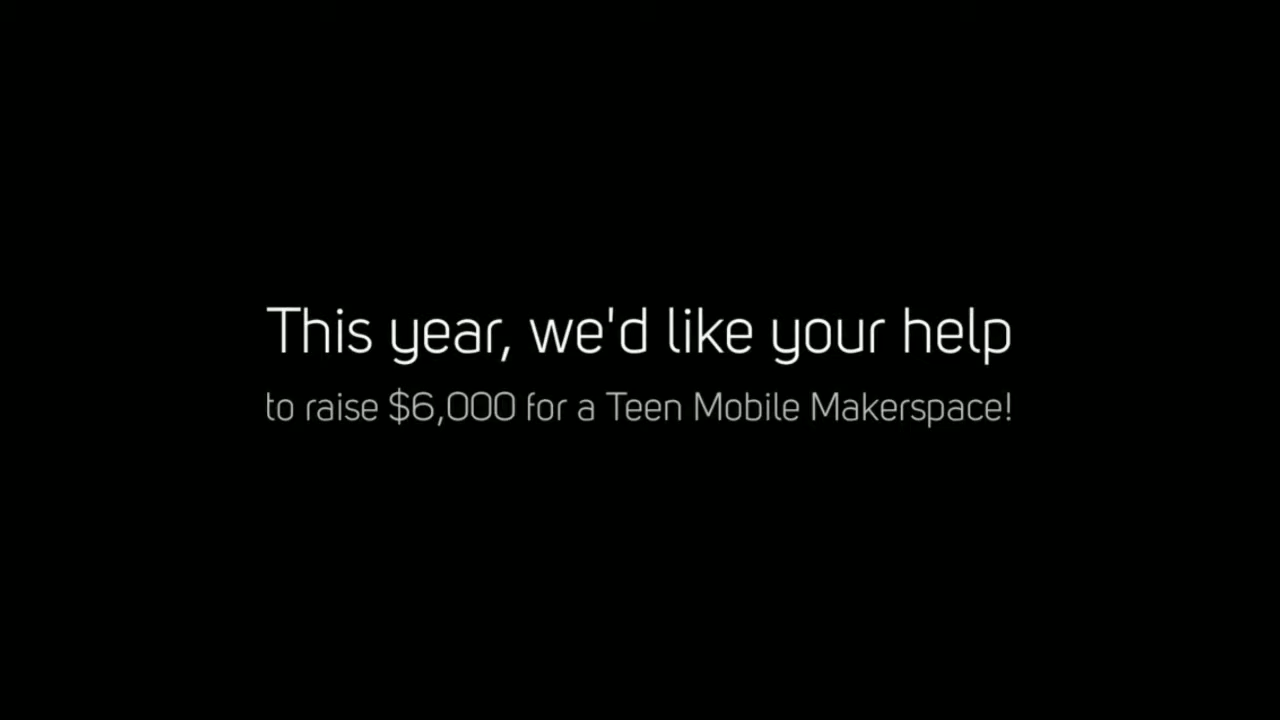 This year, we'd like your help
to raise $6,000 for a Teen Mobile Makerspace!